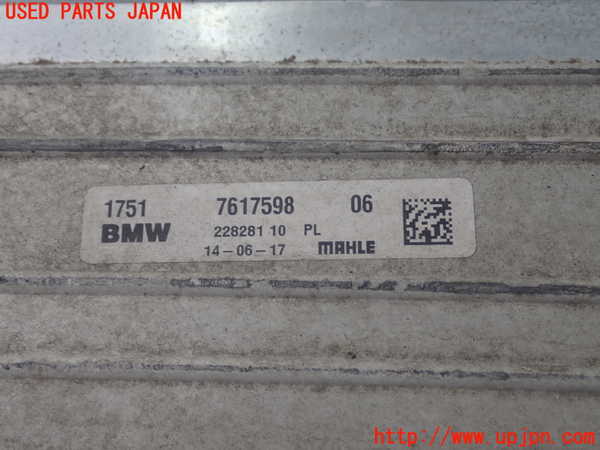 USED PARTS JAPAN
1751 7617598 06
BMW 228281 10 PL
14-06-17 MAHLE
http://www.upjpn.com